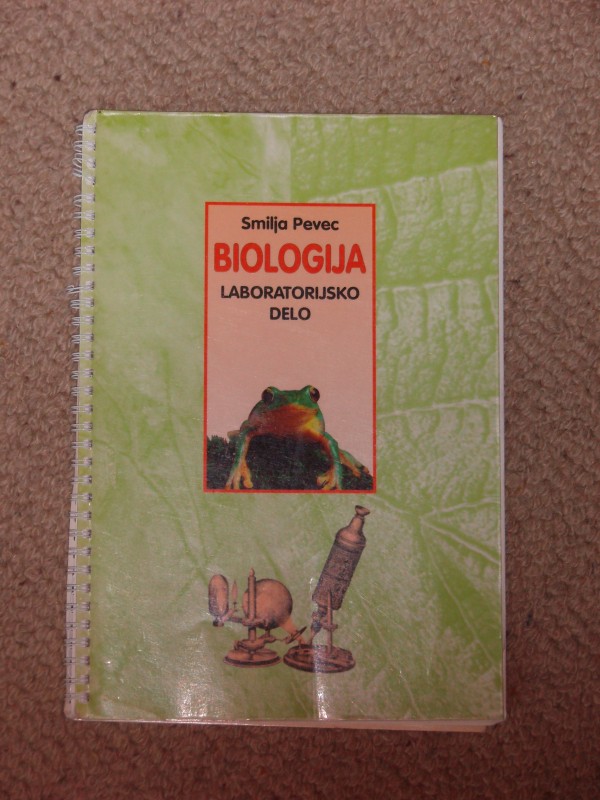 Smilja Pevec
BIOLOGIJA
LABORATORIJSKO
DELO